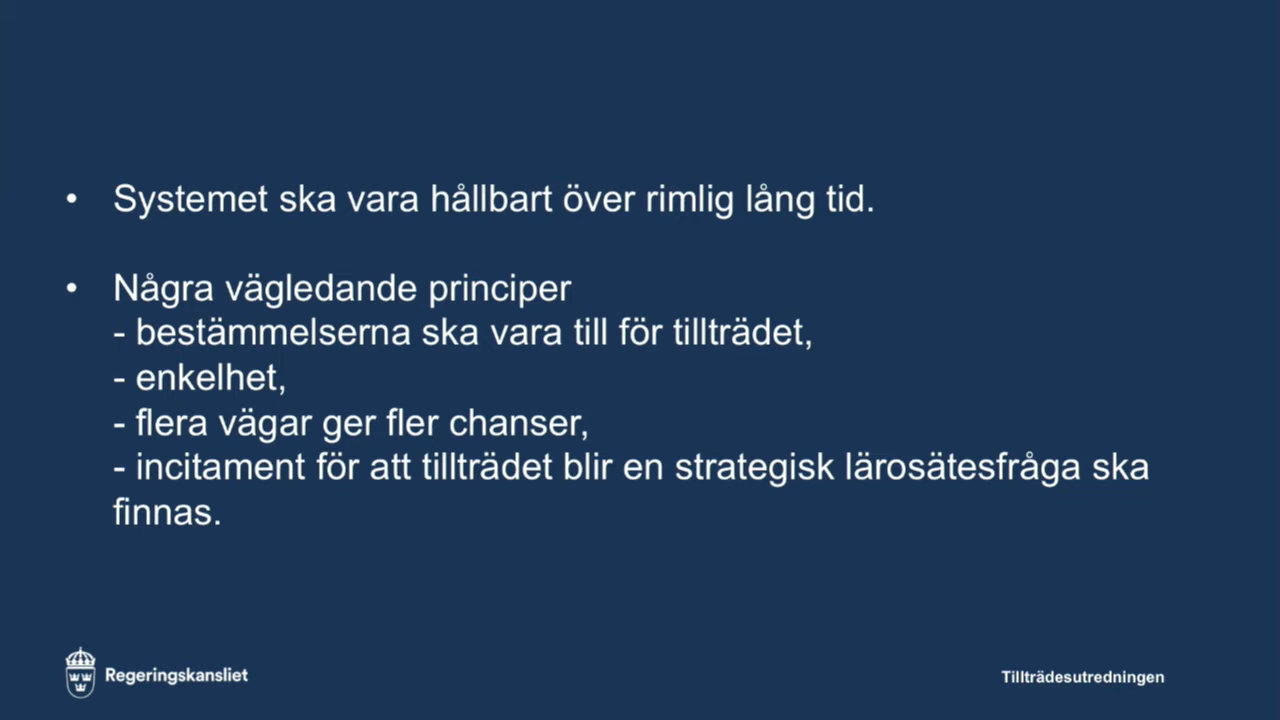 • Systemet ska vara hållbart över rimlig lång tid.
• Några vägledande principer
- bestämmelserna ska vara till för tillträdet,
- enkelhet,
- flera vägar ger fler chanser,
- incitament för att tillträdet blir en strategisk lärosätesfråga ska
finnas.
Regeringskansliet
Tillträdesutredningen